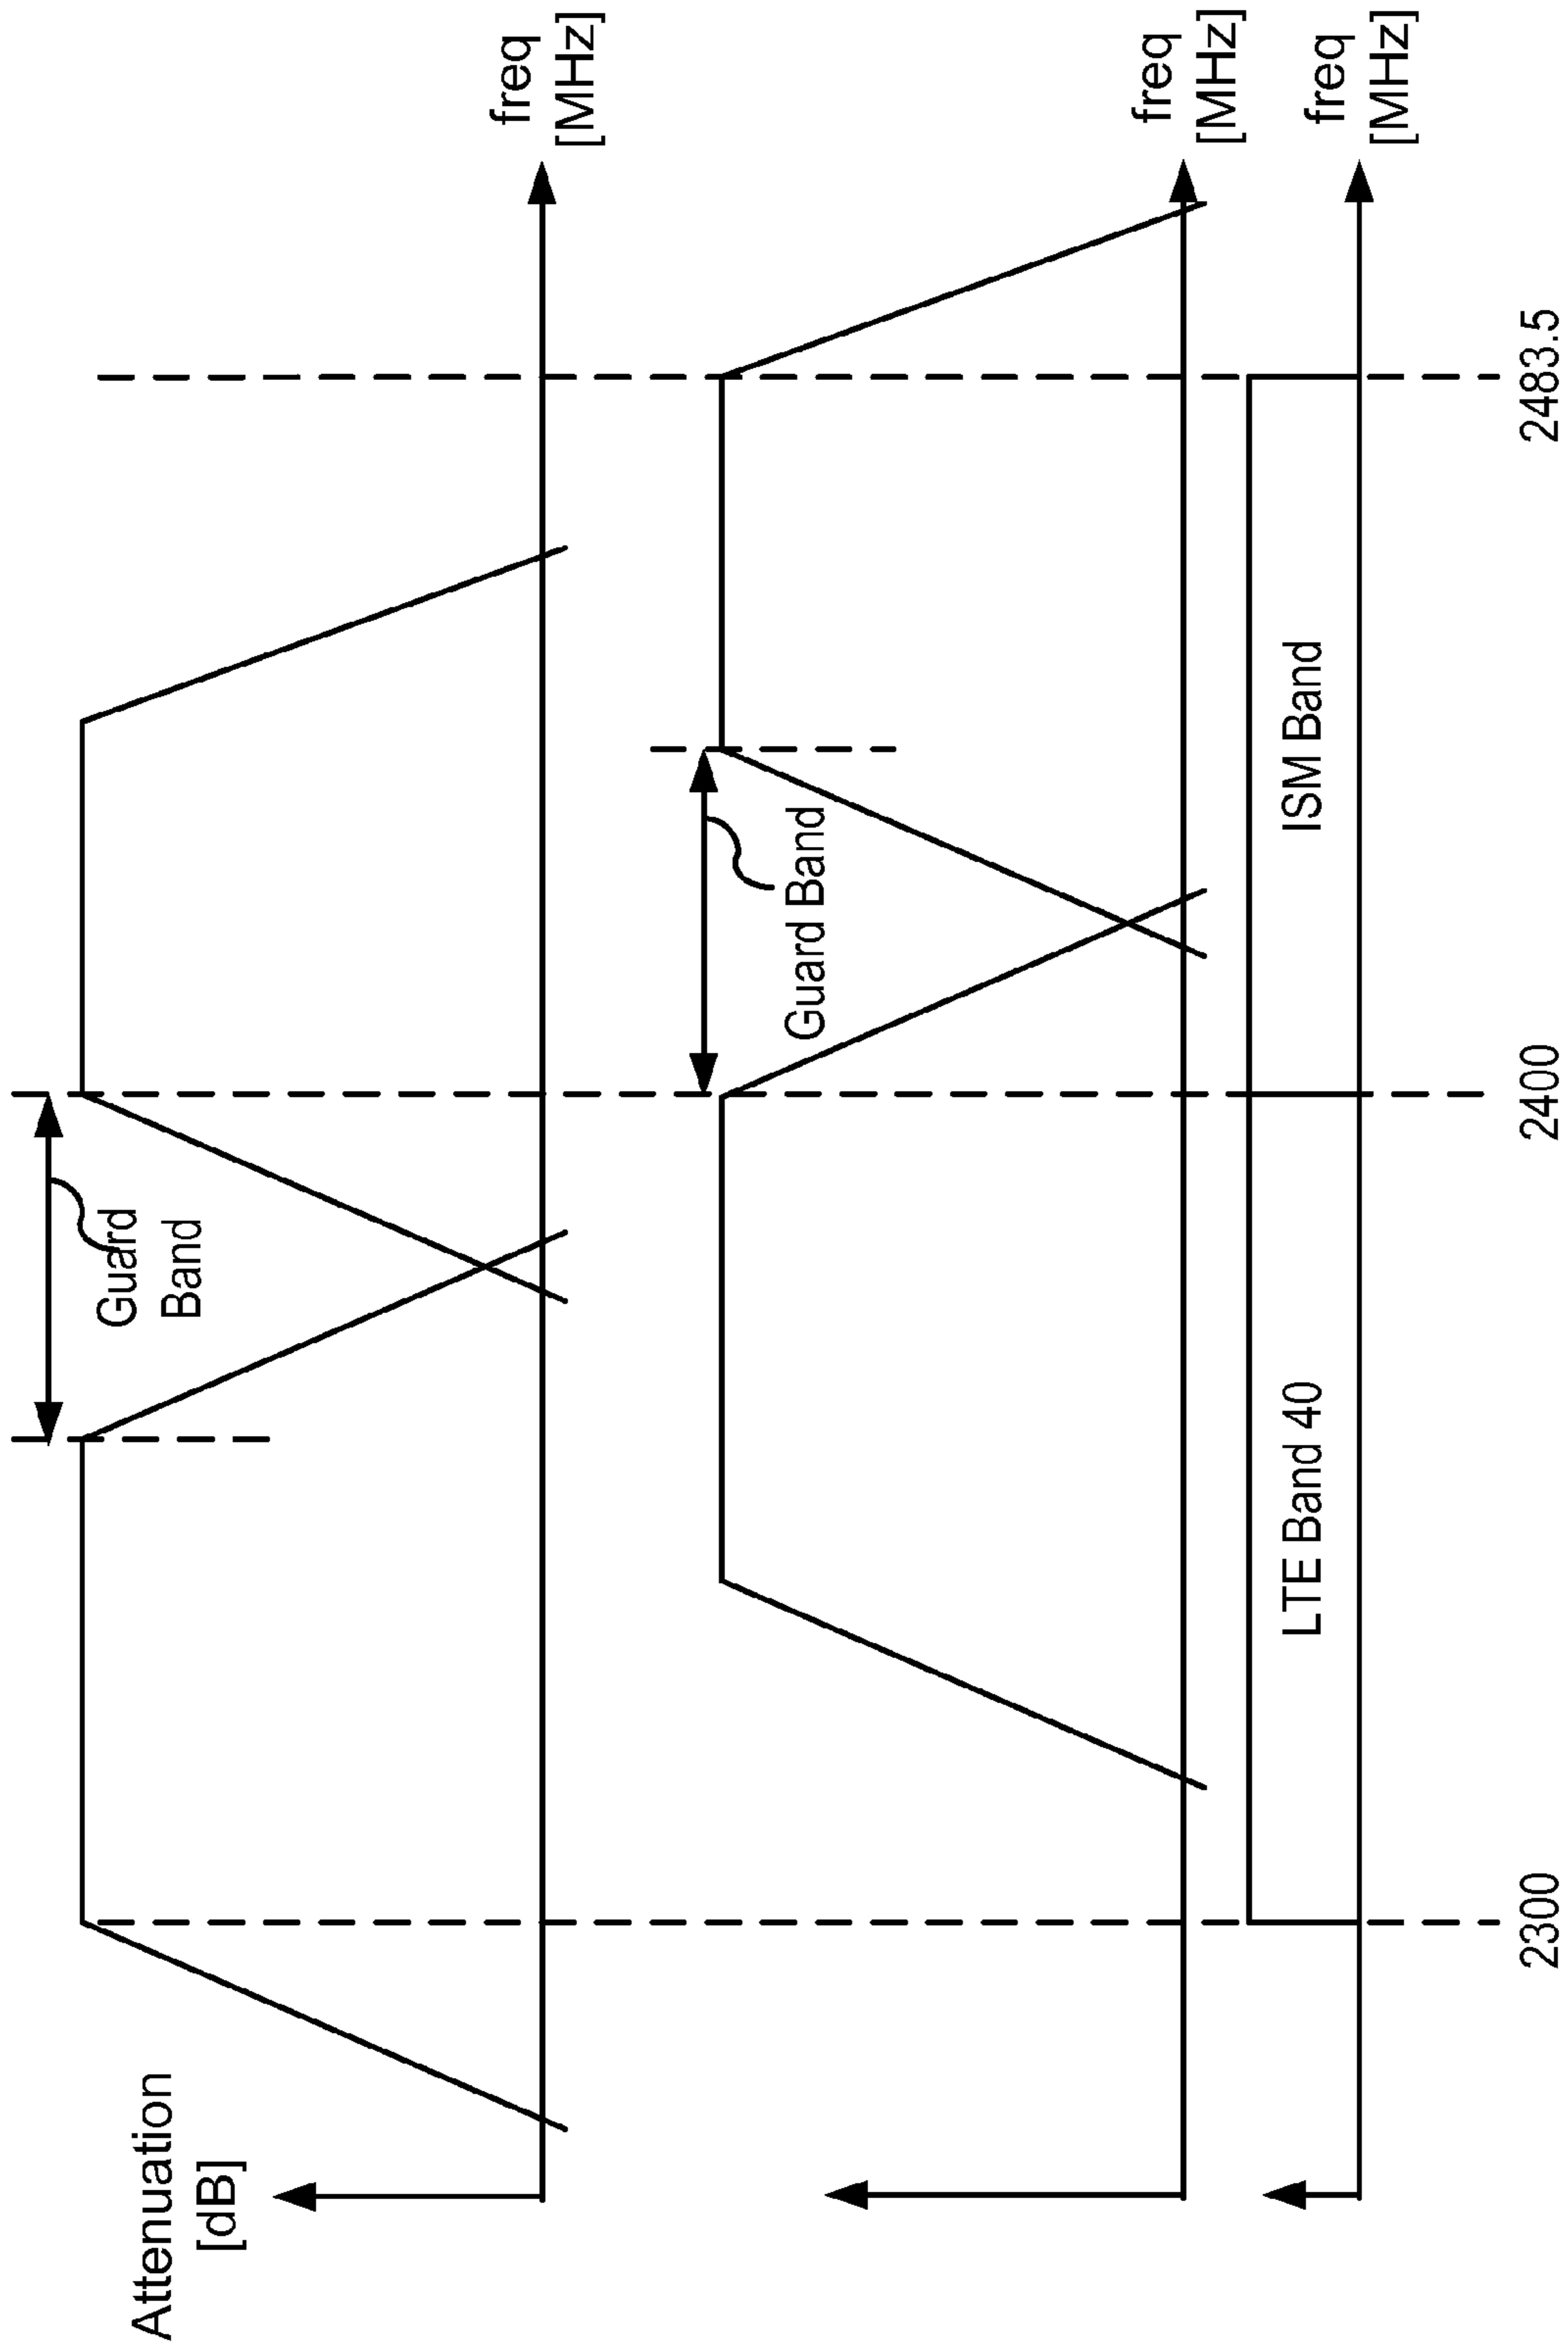 Attenuation
[dB]
Guard
Band
freq
[MHz]
Guard Band
freq
[MHz]
LTE Band 40
ISM Band
freq
[MHz]
2300
2400
2483.5